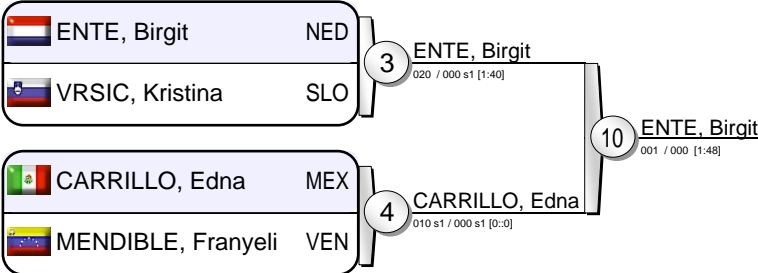 ENTE, Birgit NED
VRSIC, Kristina SLO
3
ENTE, Birgit
020 / 000 s1 [1:40]
10
ENTE, Birgit
001 / 000 [1:48]
CARRILLO, Edna MEX
MENDIBLE, Franyeli VEN
4
CARRILLO, Edna
010 s1 / 000 s1 [0::0]